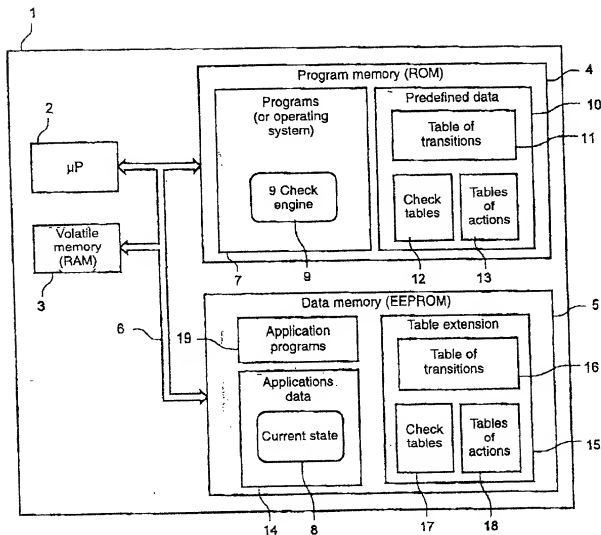 1
Program memory (ROM)
4
2
Programs
(or operating
system)
Predefined data
10
Table of
transitions
11
µP
9 Check
engine
Check
tables
Tables
of
actions
Volatile
memory
(RAM)
3
7
9
12
13
Data memory (EEPROM)
5
6
19
Application
programs
Table extension
Table of
transitions
16
Applications
data
Current state
Check
tables
Tables
of
actions
15
14
8
17
18